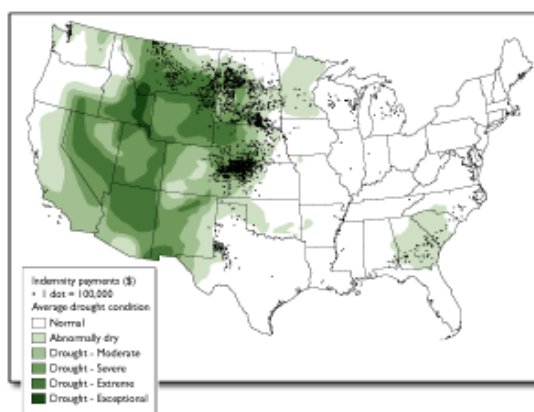 Indemnity payments ($)
• 1 dot = 100,000
Average drought condition
Normal
Abnormally dry
Drought - Moderate
Drought - Severe
Drought - Extreme
Drought - Exceptional